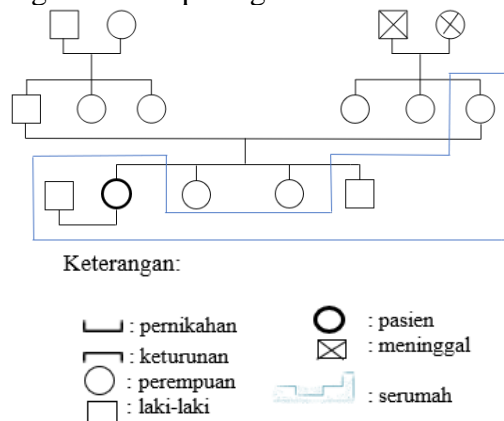 Keterangan:
: pernikahan
: keturunan
: perempuan
: laki-laki
: pasien
: meninggal
: serumah